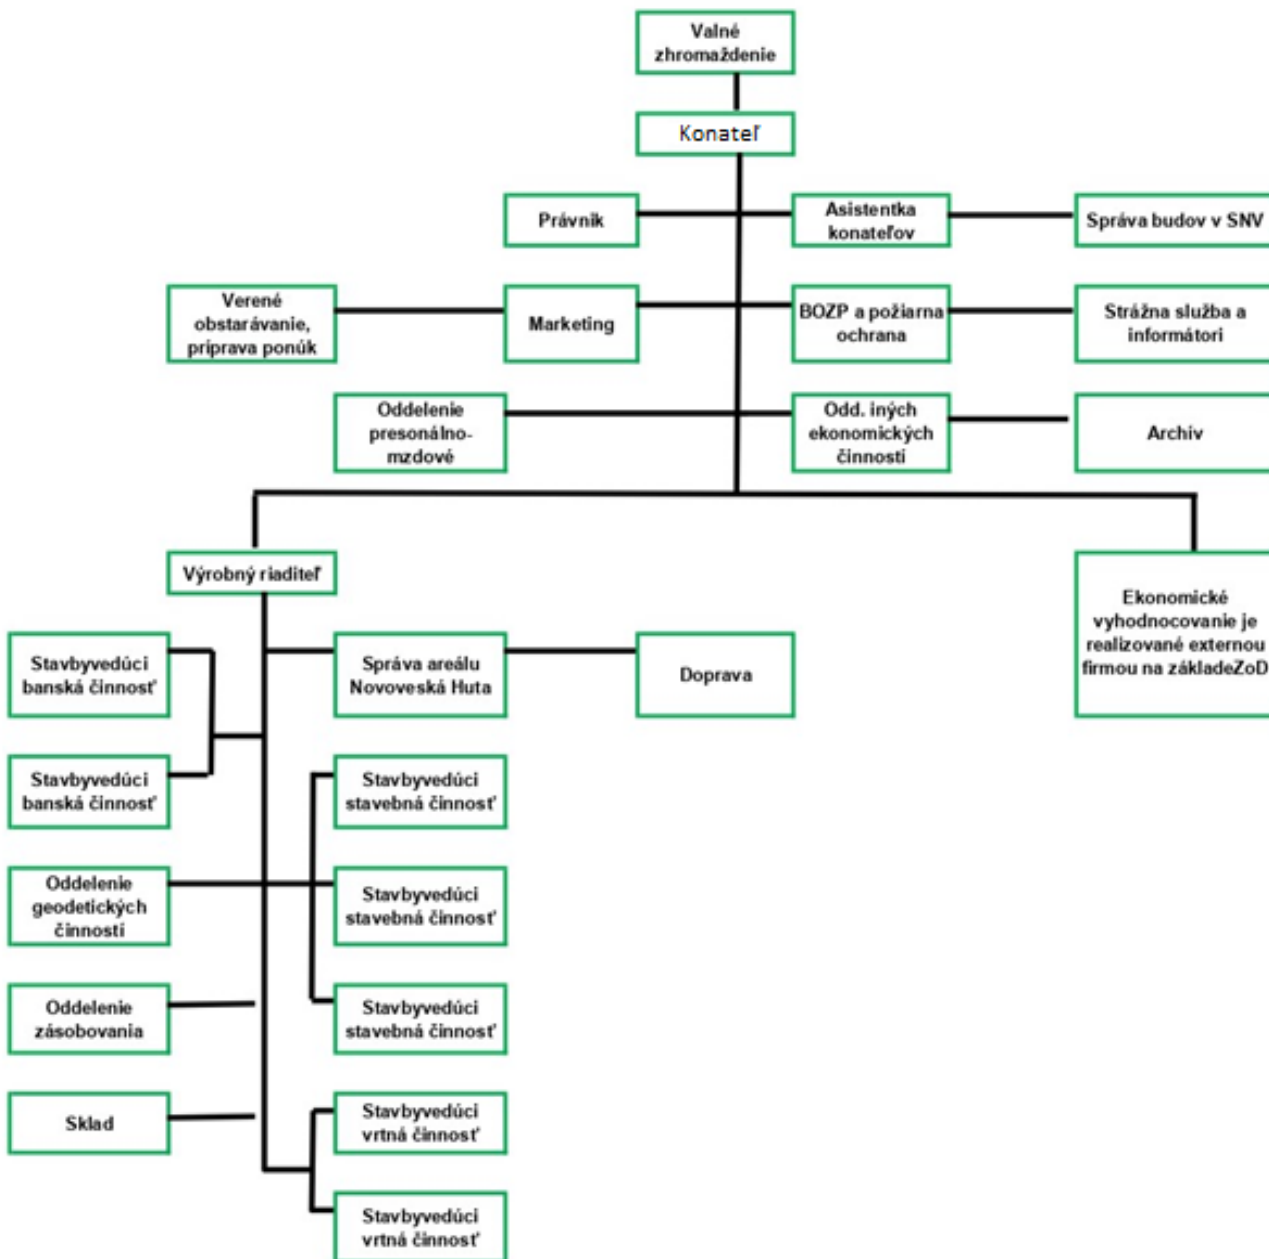 Valné
zhromaždenie
Konateľ
Právnik
Asistentka
konateľov
Správa budov v SNV
Verené
obstarávanie,
príprava ponúk
Marketing
BOZP a požiarna
ochrana
Strážna služba a
informátori
Oddelenie
presonálno-
mzdové
Odd. iných
ekonomických
činností
Archív
Výrobný riaditeľ
Ekonomické
vyhodnocovanie je
realizované externou
firmou na základeZoD
Stavbyvedúci
banská činnosť
Správa areálu
Novoveská Huta
Doprava
Stavbyvedúci
banská činnosť
Stavbyvedúci
stavebná činnosť
Oddelenie
geodetických
činností
Stavbyvedúci
stavebná činnosť
Oddelenie
zásobovania
Stavbyvedúci
stavebná činnosť
Sklad
Stavbyvedúci
vrtná činnosť
Stavbyvedúci
vrtná činnosť